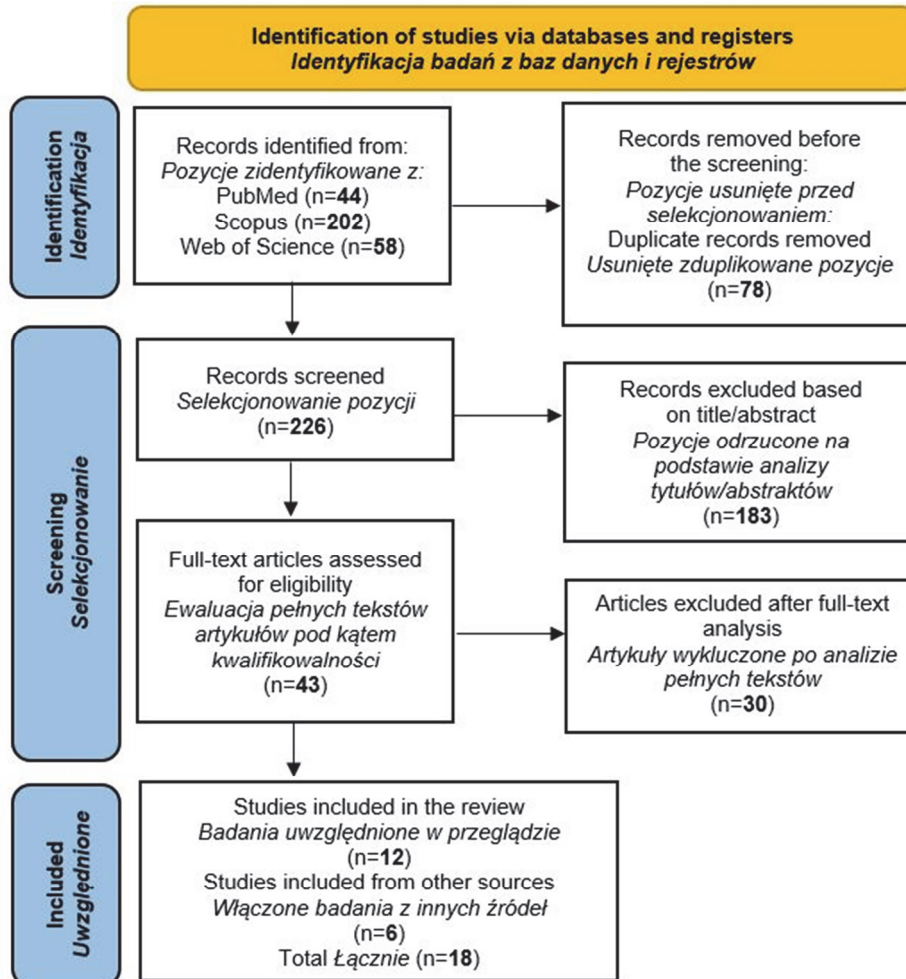 Identification of studies via databases and registers
Identyfikacja badań z baz danych i rejestrów
Identification
Identyfikacja
Records identified from:
Pozycje zidentyfikowane z:
PubMed (n=44)
Scopus (n=202)
Web of Science (n=58)
Records removed before
the screening:
Pozycje usunięte przed
selekcjonowaniem:
Duplicate records removed
Usunięte zduplikowane pozycje
(n=78)
Screening
Selekcjonowanie
Records screened
Selekcjonowanie pozycji
(n=226)
Records excluded based
on title/abstract
Pozycje odrzucone na
podstawie analizy
tytułów/abstraktów
(n=183)
Full-text articles assessed
for eligibility
Ewaluacja pełnych tekstów
artykułów pod kątem
kwalifikowalności
(n=43)
Articles excluded after full-text
analysis
Artykuły wykluczone po analizie
pełnych tekstów
(n=30)
Included
Uwzględnione
Studies included in the review
Badania uwzględnione w przeglądzie
(n=12)
Studies included from other sources
Włączone badania z innych źródeł
(n=6)
Total Łącznie (n=18)